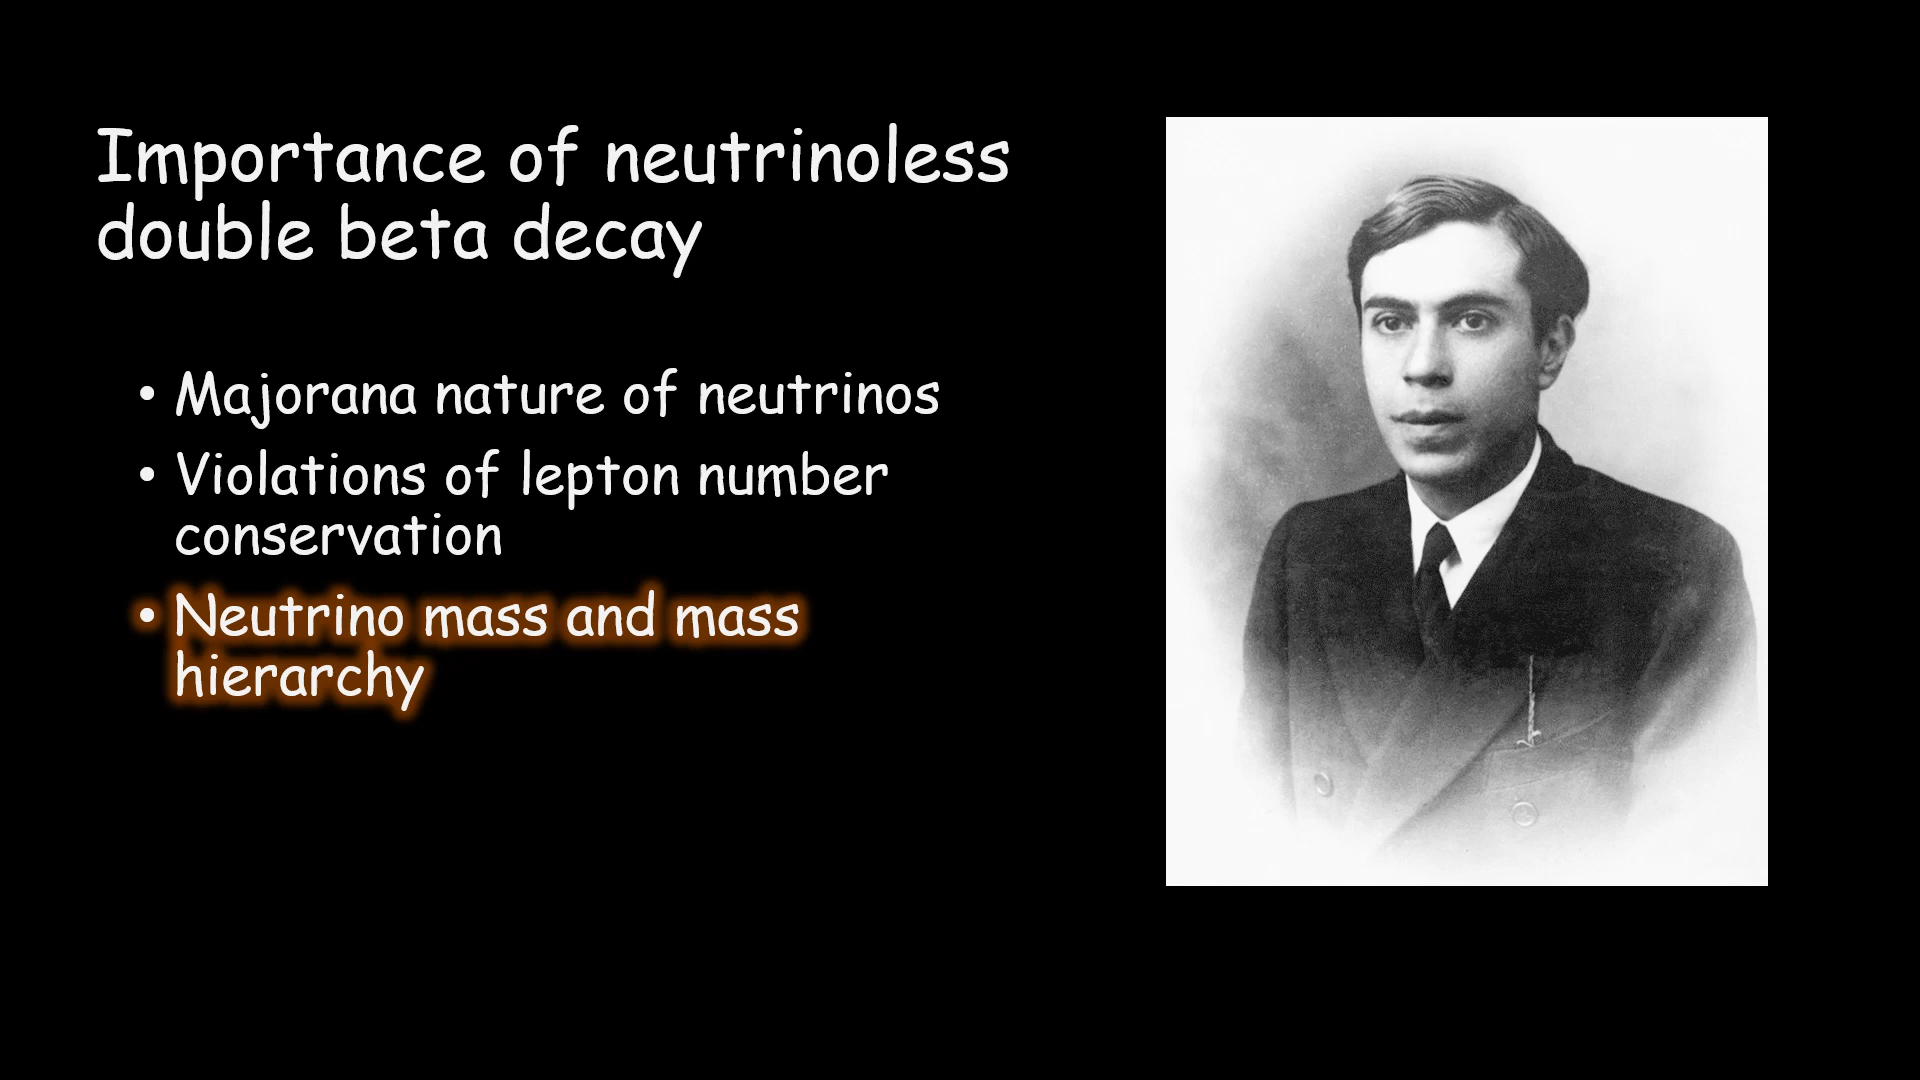 Importance of neutrinoless
double beta decay
• Majorana nature of neutrinos
• Violations of lepton number
conservation
• Neutrino mass and mass
hierarchy